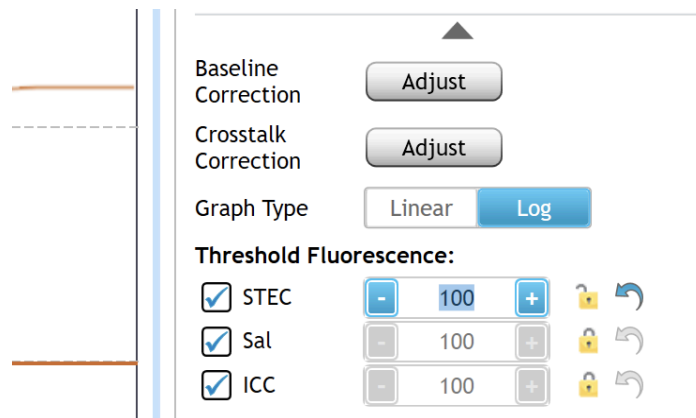 Baseline
Correction
Adjust
Crosstalk
Correction
Adjust
Graph Type
Linear
Log
Threshold Fluorescence:
STEC - 100 +
Sal - 100 +
ICC - 100 +